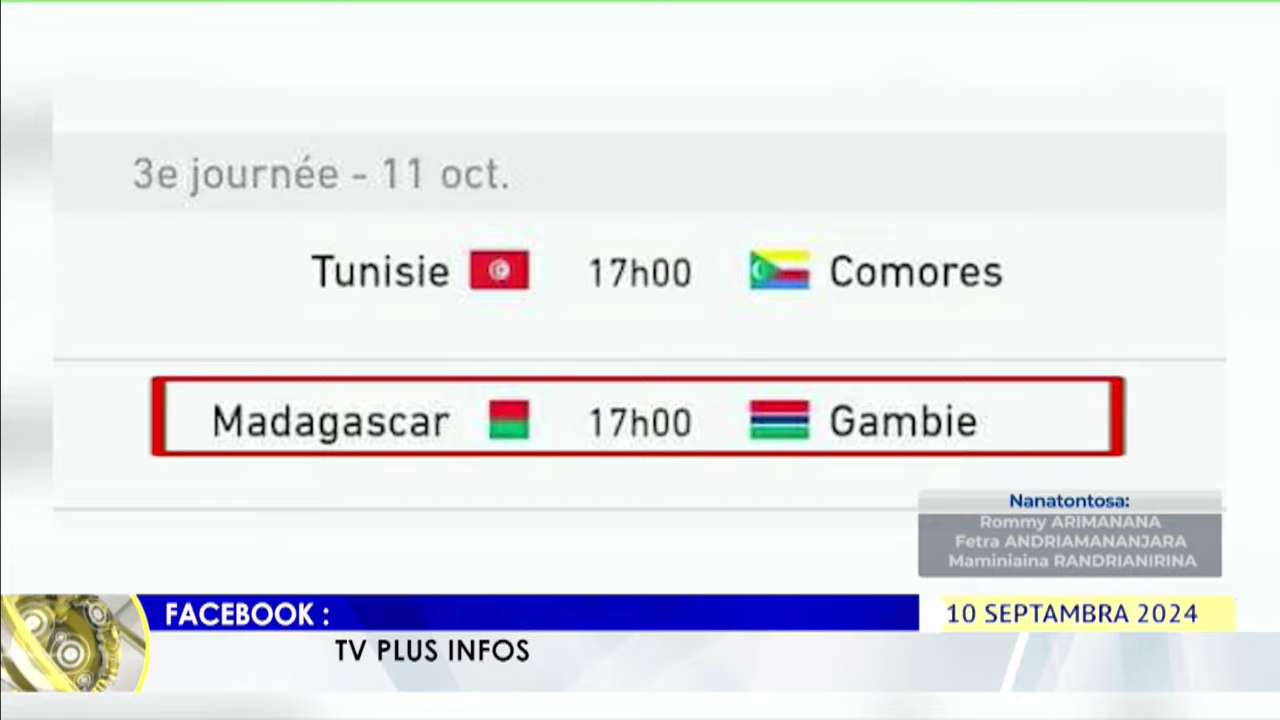 3e journée - 11 oct.
Tunisie 17h00 Comores
Madagascar 17h00 Gambie
Nanatontosa:
Rommy ARIMANANA
Fetra ANDRIAMANANJARA
Maminiaina RANDRIANIRINA
FACEBOOK :
10 SEPTAMBRA 2024
TV PLUS INFOS